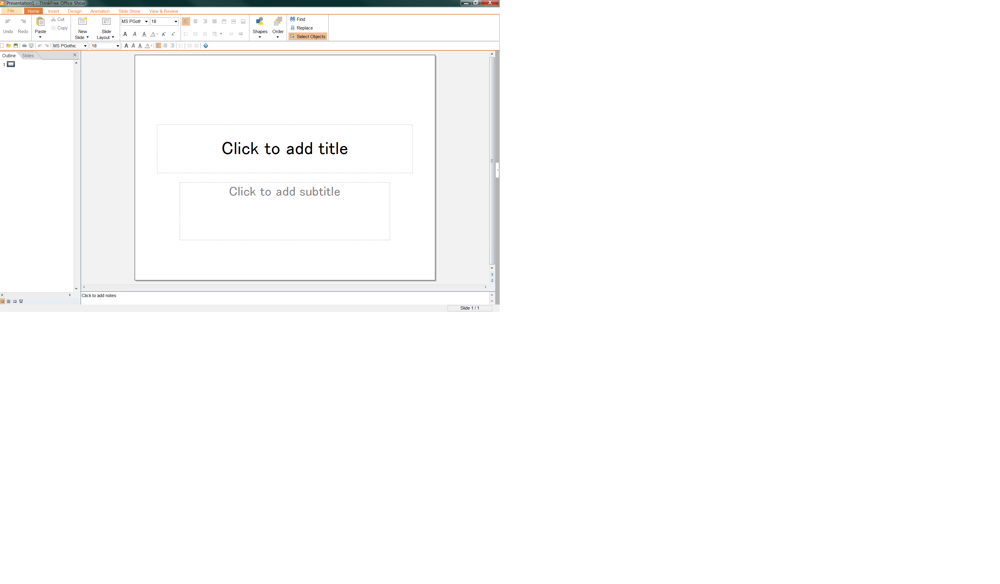 Presentation1 - ThinkFree Office Show
File Home Insert Design Animation Slide Show View & Review
Undo Redo Paste Cut Copy New Slide Slide Layout MS PGoth 18 Shapes Order Find Replace Select Objects
MS PGothic 18
Outline Slides
1
Click to add title
Click to add subtitle
Click to add notes
Slide 1 / 1